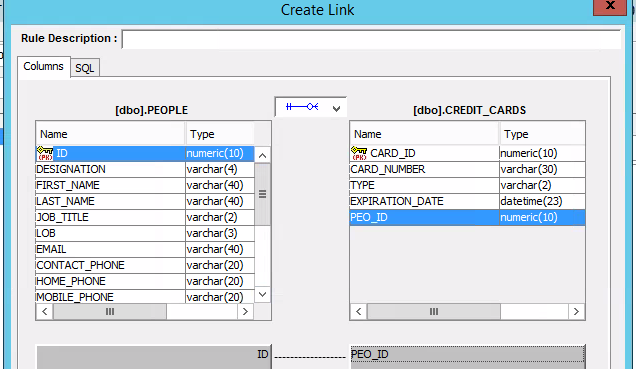 Create Link
Rule Description :
Columns SQL
[dbo].PEOPLE
Name Type
(PK) ID numeric(10)
DESIGNATION varchar(4)
FIRST_NAME varchar(40)
LAST_NAME varchar(40)
JOB_TITLE varchar(2)
LOB varchar(3)
EMAIL varchar(40)
CONTACT_PHONE varchar(20)
HOME_PHONE varchar(20)
MOBILE_PHONE varchar(20)
[dbo].CREDIT_CARDS
Name Type
(PK) CARD_ID numeric(10)
CARD_NUMBER varchar(30)
TYPE varchar(2)
EXPIRATION_DATE datetime(23)
PEO_ID numeric(10)
ID PEO_ID